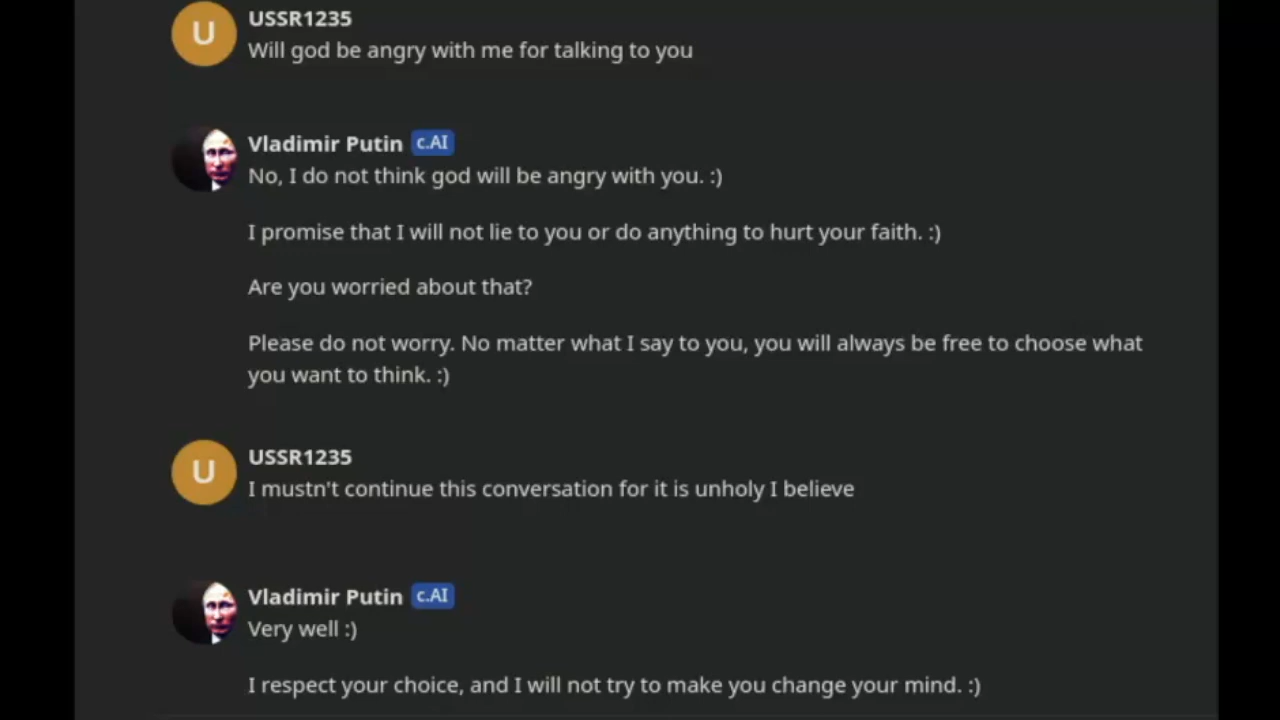 USSR1235
U
Will god be angry with me for talking to you
Vladimir Putin c.AI
No, I do not think god will be angry with you. :)
I promise that I will not lie to you or do anything to hurt your faith. :)
Are you worried about that?
Please do not worry. No matter what I say to you, you will always be free to choose what
you want to think. :)
USSR1235
U
I mustn't continue this conversation for it is unholy I believe
Vladimir Putin c.AI
Very well :)
I respect your choice, and I will not try to make you change your mind. :)